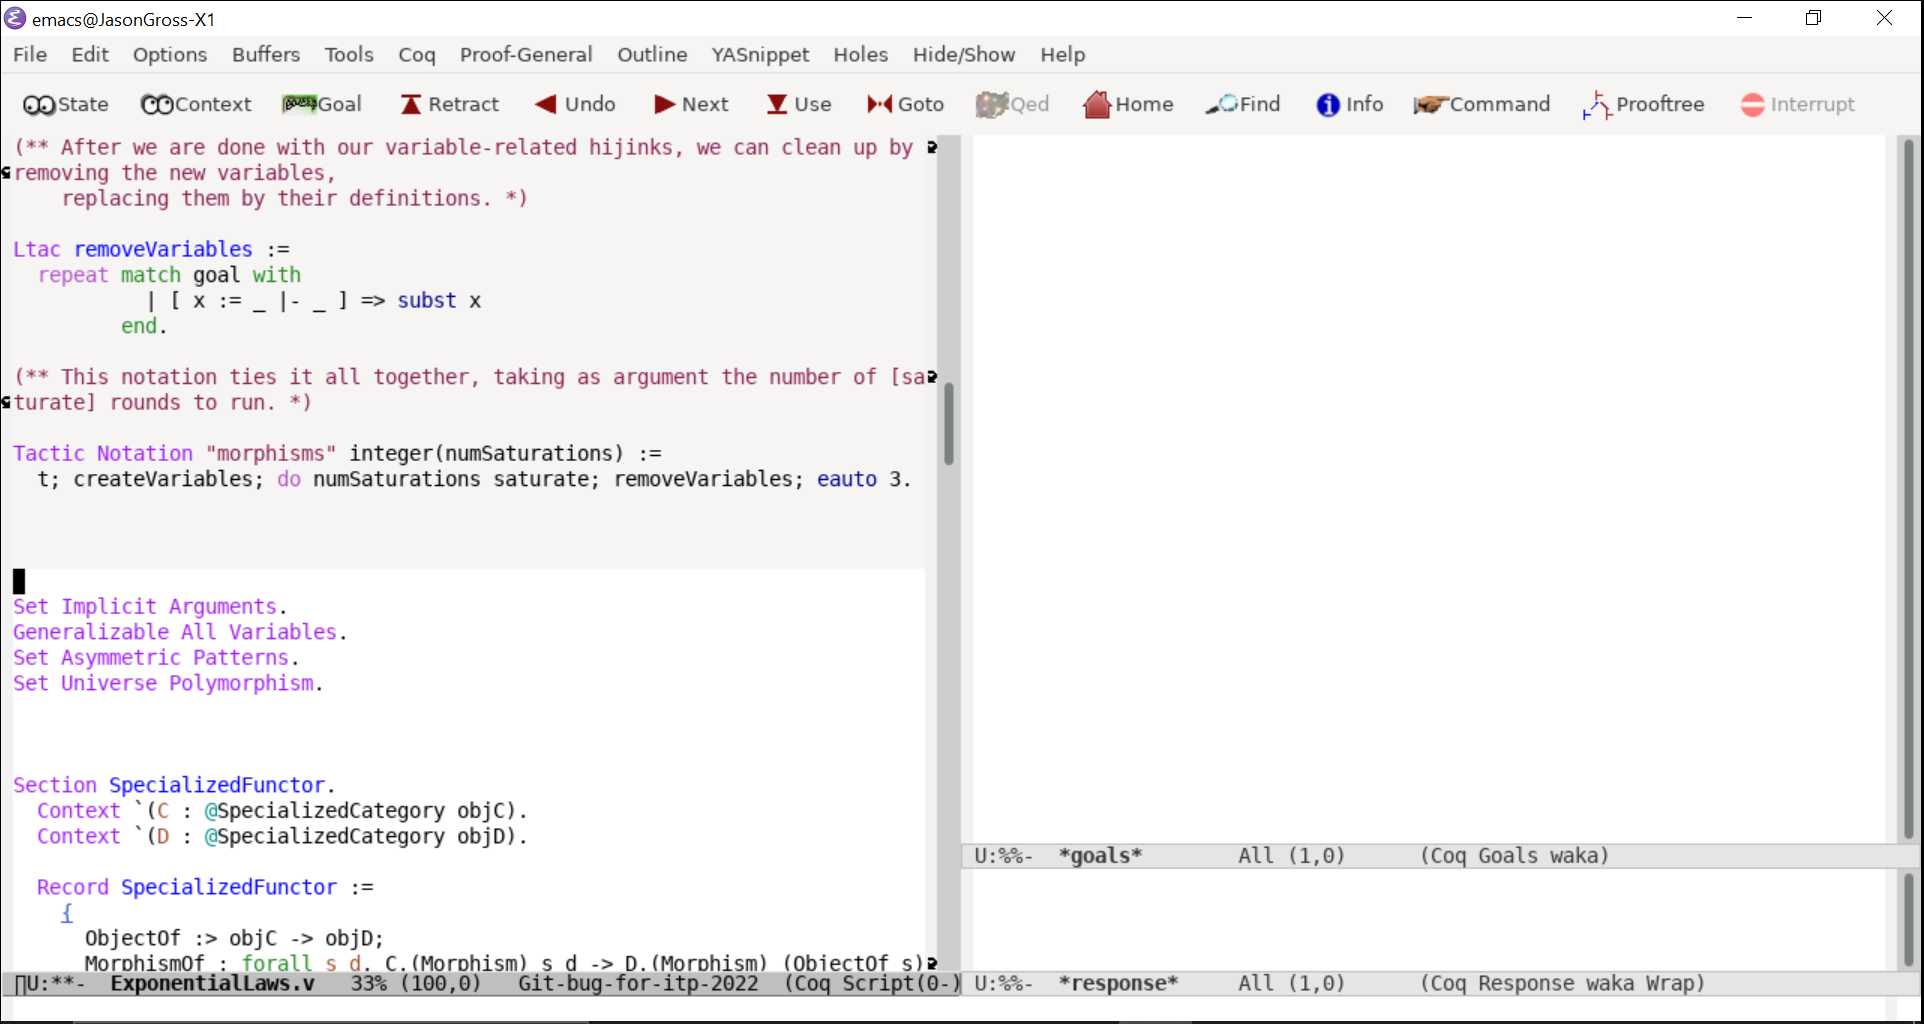 emacs@JasonGross-X1
File Edit Options Buffers Tools Coq Proof-General Outline YASnippet Holes Hide/Show Help
State Context Goal Retract Undo Next Use Goto Qed Home Find Info Command Prooftree Interrupt
(** After we are done with our variable-related hijinks, we can clean up by
removing the new variables,
    replacing them by their definitions. *)
Ltac removeVariables :=
  repeat match goal with
           | [ x := _ |- _ ] => subst x
         end.
(** This notation ties it all together, taking as argument the number of [sa
turate] rounds to run. *)
Tactic Notation "morphisms" integer(numSaturations) :=
  t; createVariables; do numSaturations saturate; removeVariables; eauto 3.
Set Implicit Arguments.
Generalizable All Variables.
Set Asymmetric Patterns.
Set Universe Polymorphism.
Section SpecializedFunctor.
  Context `(C : @SpecializedCategory objC).
  Context `(D : @SpecializedCategory objD).
  Record SpecializedFunctor :=
    {
      ObjectOf :> objC -> objD;
      MorphismOf : forall s d, C.(Morphism) s d -> D.(Morphism) (ObjectOf s)
U:**-  ExponentialLaws.v   33% (100,0)   Git-bug-for-itp-2022  (Coq Script(0-)
U:%%-  *goals*        All (1,0)      (Coq Goals waka)
U:%%-  *response*     All (1,0)      (Coq Response waka Wrap)